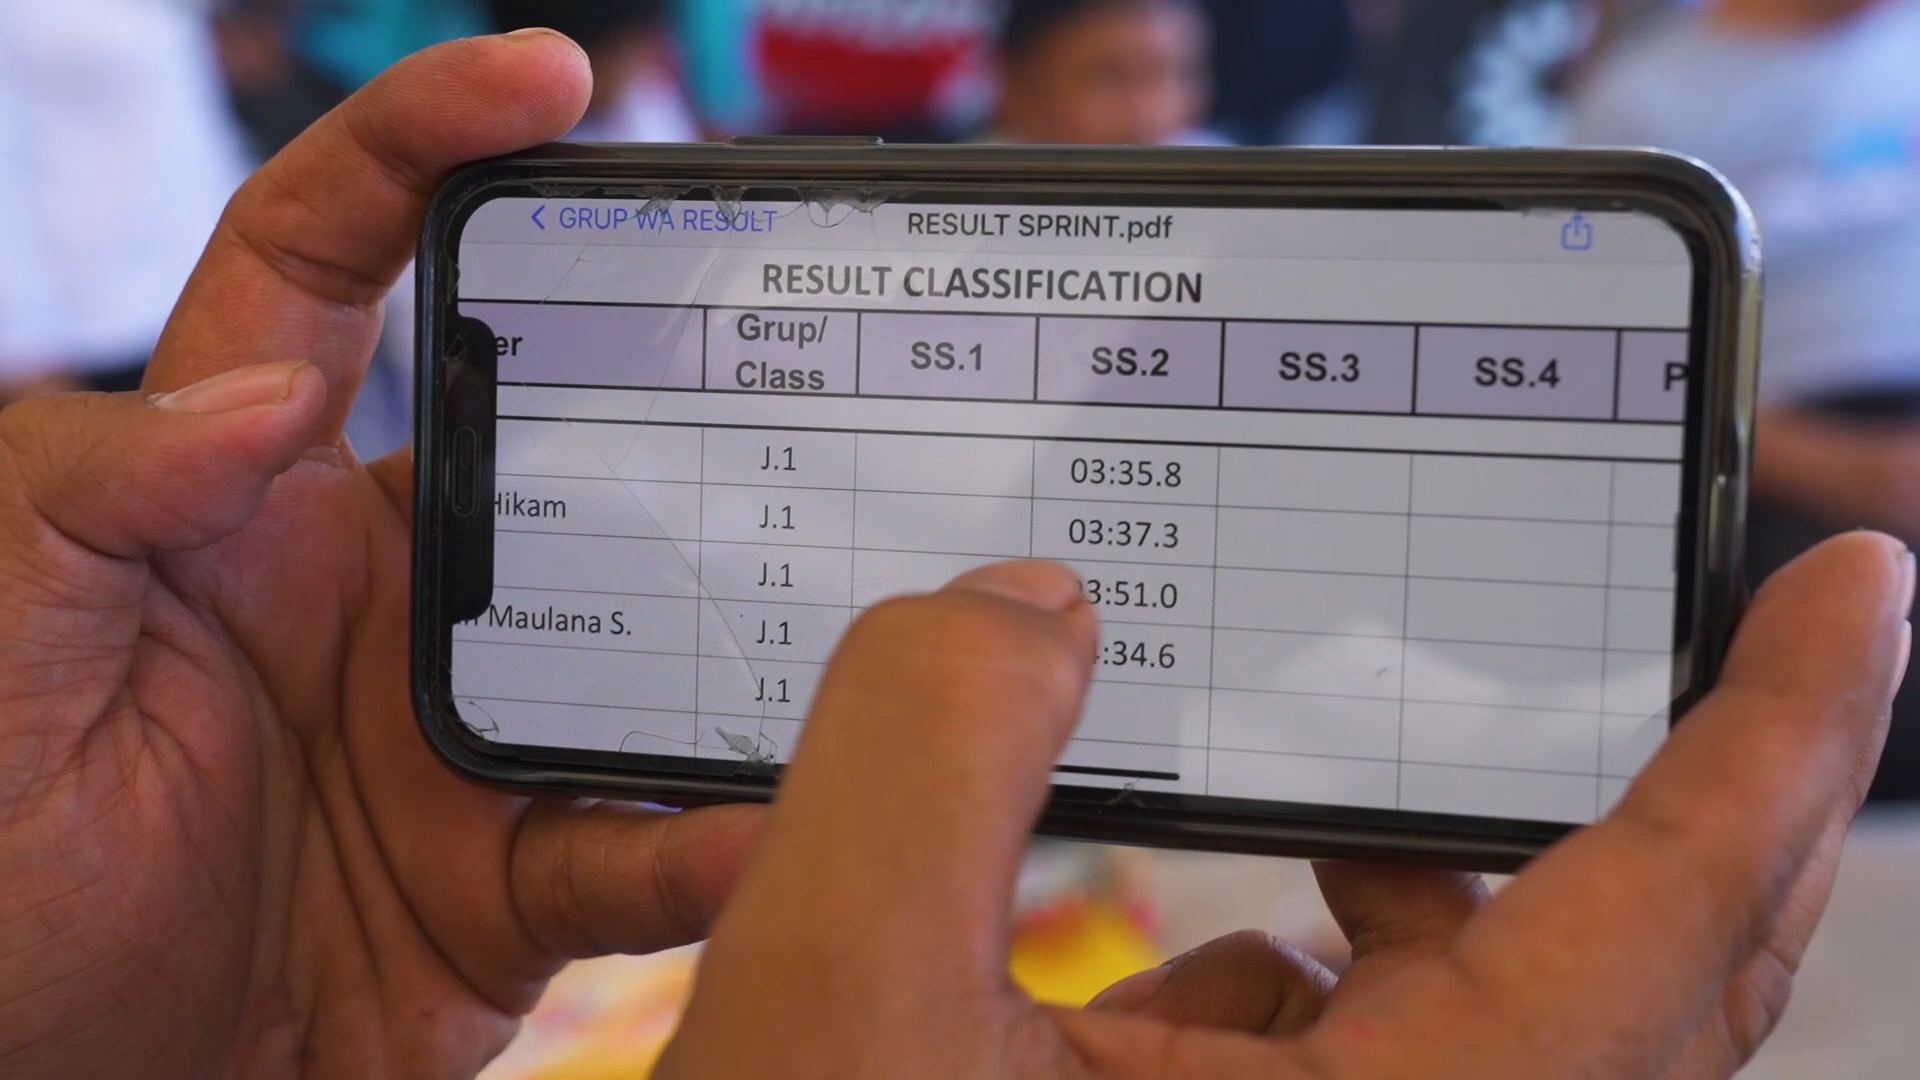 GRUP WA RESULT RESULT SPRINT.pdf
RESULT CLASSIFICATION
er Grup/ Class SS.1 SS.2 SS.3 SS.4 P
J.1 03:35.8
Hikam J.1 03:37.3
J.1 3:51.0
Maulana S. J.1 :34.6
J.1